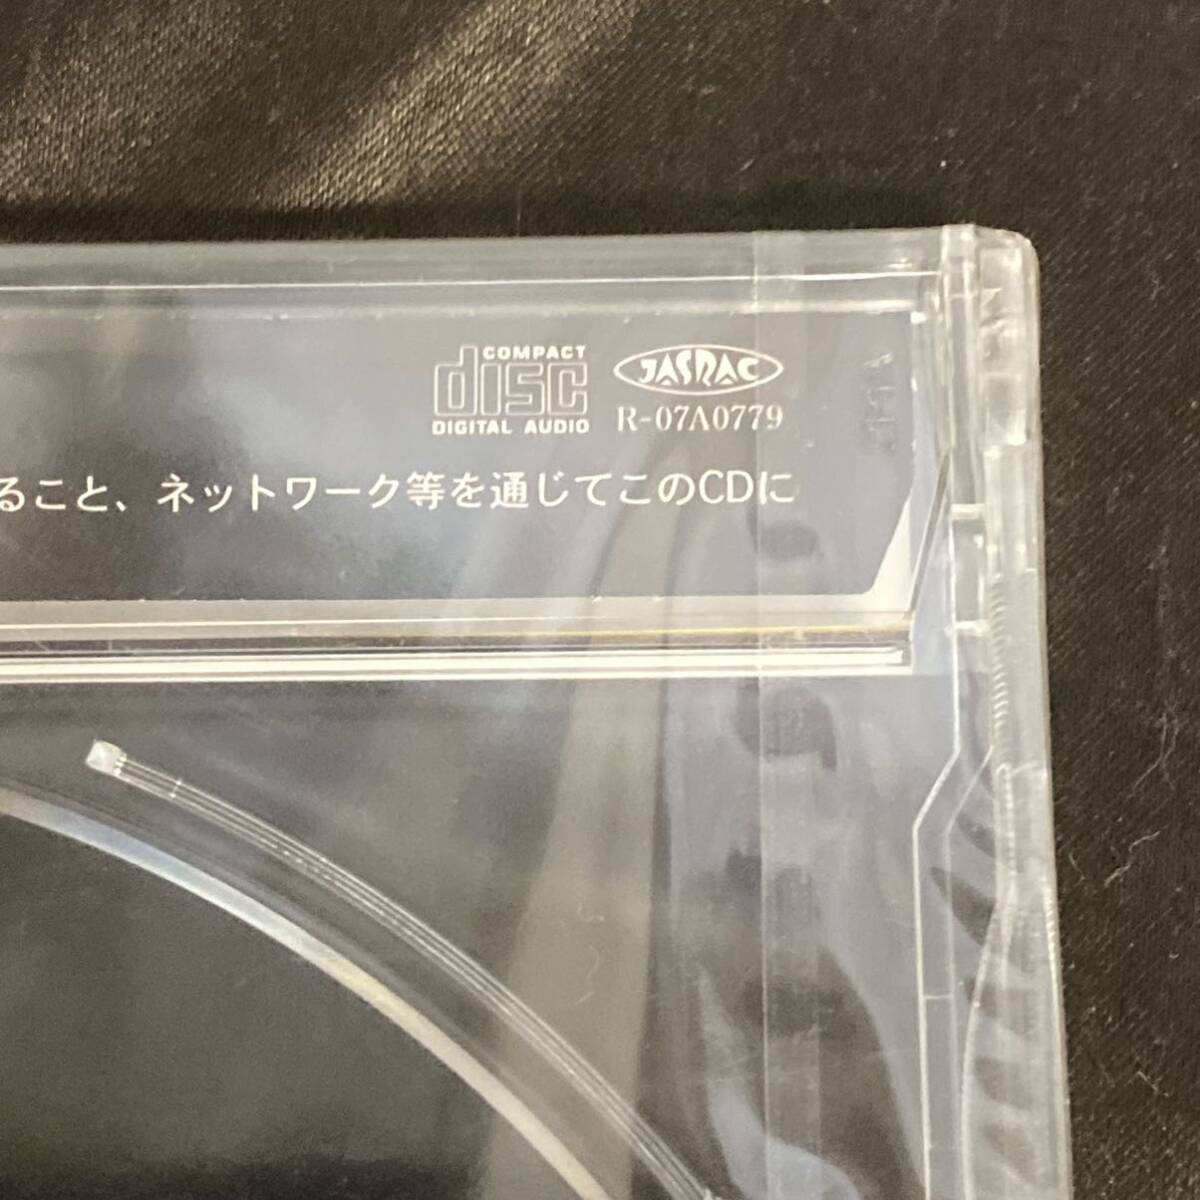 COMPACT
disc
DIGITAL AUDIO
JASRAC
R-07A0779
ること、ネットワーク等を通じてこのCDに